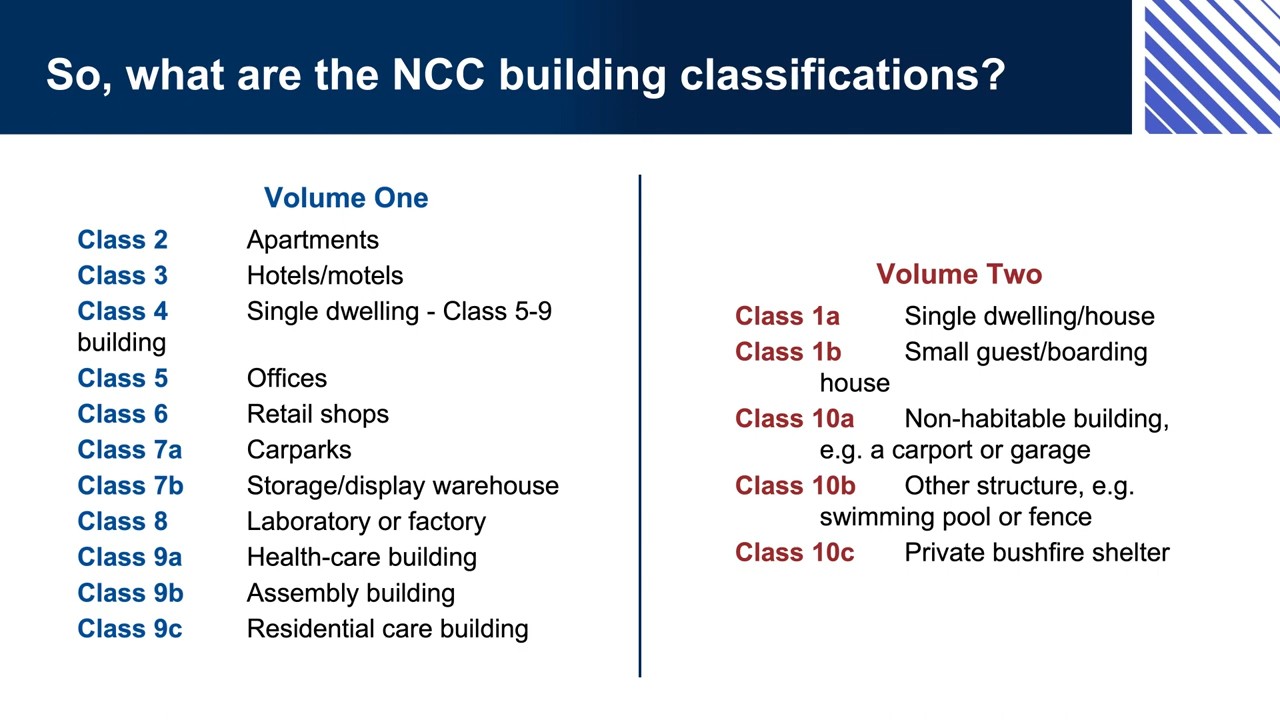 So, what are the NCC building classifications?
Volume One
Class 2 Apartments
Class 3 Hotels/motels
Class 4 Single dwelling - Class 5-9
building
Class 5 Offices
Class 6 Retail shops
Class 7a Carparks
Class 7b Storage/display warehouse
Class 8 Laboratory or factory
Class 9a Health-care building
Class 9b Assembly building
Class 9c Residential care building
Volume Two
Class 1a Single dwelling/house
Class 1b Small guest/boarding
house
Class 10a Non-habitable building,
e.g. a carport or garage
Class 10b Other structure, e.g.
swimming pool or fence
Class 10c Private bushfire shelter